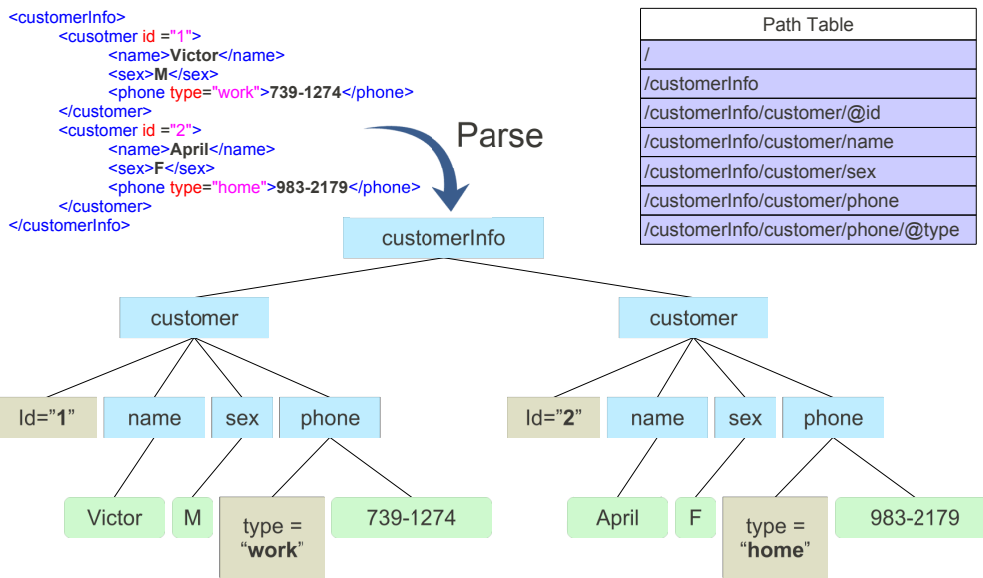 <customerInfo>
<cusotmer id ="1">
<name>Victor</name>
<sex>M</sex>
<phone type="work">739-1274</phone>
</customer>
<customer id ="2">
<name>April</name>
<sex>F</sex>
<phone type="home">983-2179</phone>
</customer>
</customerInfo>
Parse
Path Table
/
/customerInfo
/customerInfo/customer/@id
/customerInfo/customer/name
/customerInfo/customer/sex
/customerInfo/customer/phone
/customerInfo/customer/phone/@type
customerInfo
customer
customer
Id=”1”
name
sex
phone
Id=”2”
name
sex
phone
Victor
M
type =
“work”
739-1274
April
F
type =
“home”
983-2179